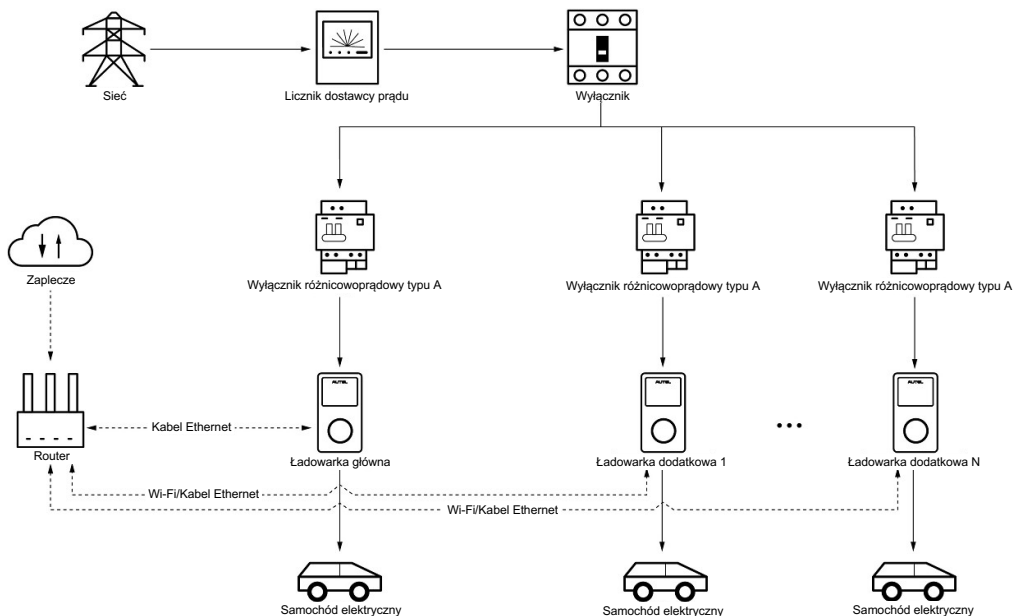 Sieć
Licznik dostawcy prądu
Wyłącznik
Zaplecze
Wyłącznik różnicowoprądowy typu A
Wyłącznik różnicowoprądowy typu A
Wyłącznik różnicowoprądowy typu A
AUTEL
AUTEL
AUTEL
Kabel Ethernet
Router
Ładowarka główna
Ładowarka dodatkowa 1
Ładowarka dodatkowa N
Wi-Fi/Kabel Ethernet
Wi-Fi/Kabel Ethernet
Samochód elektryczny
Samochód elektryczny
Samochód elektryczny